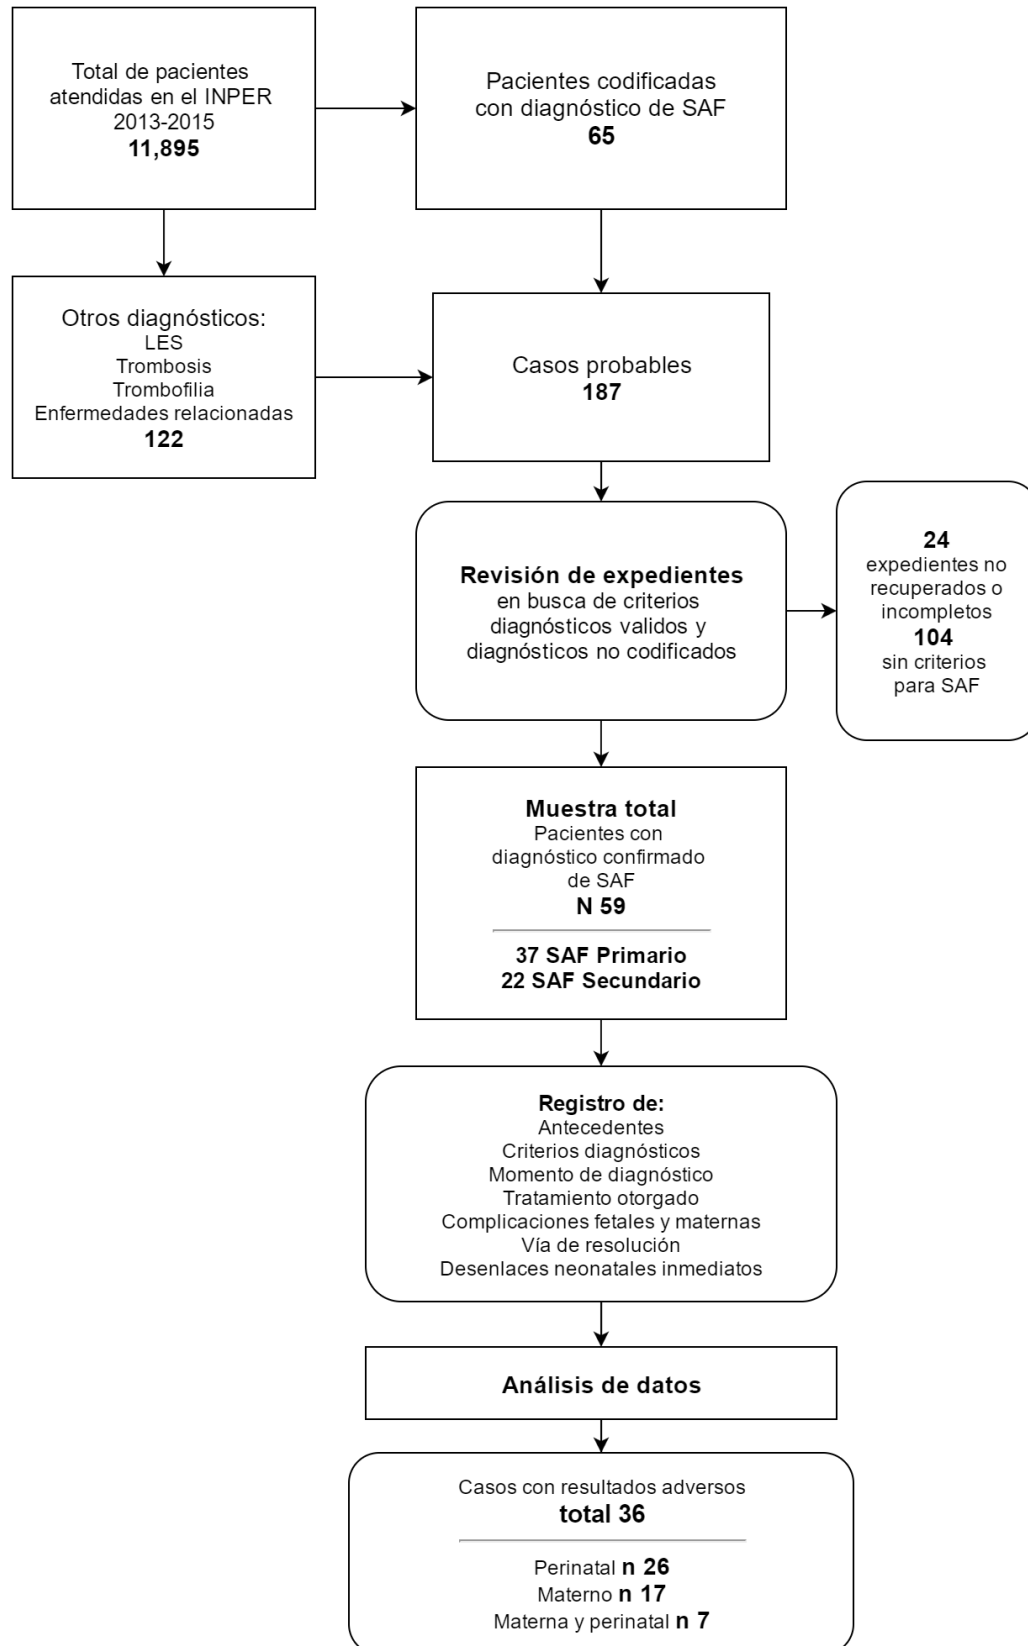 Total de pacientes
atendidas en el INPER
2013-2015
11,895
Pacientes codificadas
con diagnóstico de SAF
65
Otros diagnósticos:
LES
Trombosis
Trombofilia
Enfermedades relacionadas
122
Casos probables
187
Revisión de expedientes
en busca de criterios
diagnósticos validos y
diagnósticos no codificados
24
expedientes no
recuperados o
incompletos
104
sin criterios
para SAF
Muestra total
Pacientes con
diagnóstico confirmado
de SAF
N 59
37 SAF Primario
22 SAF Secundario
Registro de:
Antecedentes
Criterios diagnósticos
Momento de diagnóstico
Tratamiento otorgado
Complicaciones fetales y maternas
Vía de resolución
Desenlaces neonatales inmediatos
Análisis de datos
Casos con resultados adversos
total 36
Perinatal n 26
Materno n 17
Materna y perinatal n 7